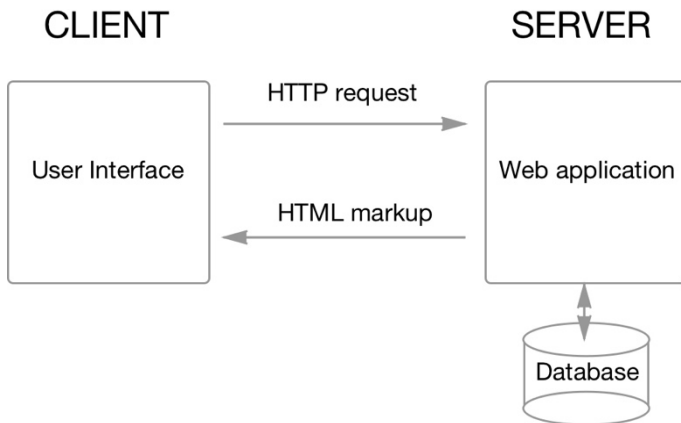 CLIENT
SERVER
HTTP request
User Interface
Web application
HTML markup
Database